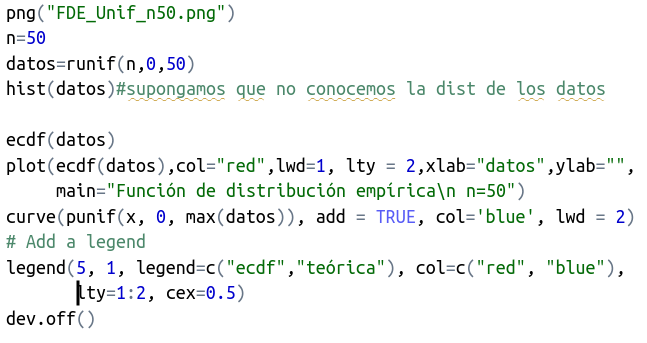 png("FDE_Unif_n50.png")
n=50
datos=runif(n,0,50)
hist(datos)#supongamos que no conocemos la dist de los datos
ecdf(datos)
plot(ecdf(datos),col="red",lwd=1, lty = 2,xlab="datos",ylab="",
main="Función de distribución empírica\n n=50")
curve(punif(x, 0, max(datos)), add = TRUE, col='blue', lwd = 2)
# Add a legend
legend(5, 1, legend=c("ecdf","teórica"), col=c("red", "blue"),
lty=1:2, cex=0.5)
dev.off()